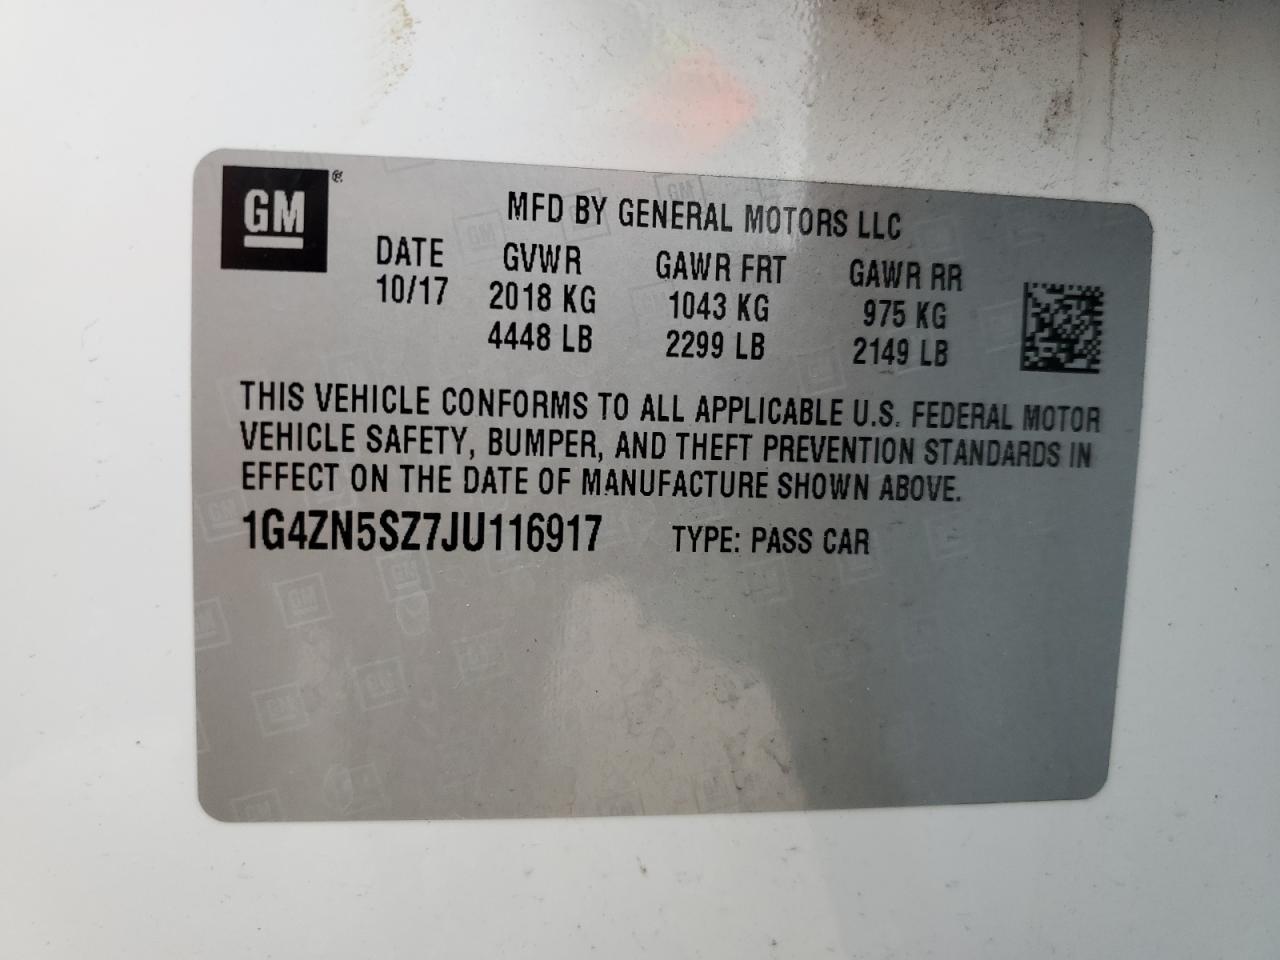 GM®
MFD BY GENERAL MOTORS LLC
DATE GVWR GAWR FRT GAWR RR
10/17 2018 KG 1043 KG 975 KG
4448 LB 2299 LB 2149 LB
THIS VEHICLE CONFORMS TO ALL APPLICABLE U.S. FEDERAL MOTOR
VEHICLE SAFETY, BUMPER, AND THEFT PREVENTION STANDARDS IN
EFFECT ON THE DATE OF MANUFACTURE SHOWN ABOVE.
1G4ZN5SZ7JU116917 TYPE: PASS CAR